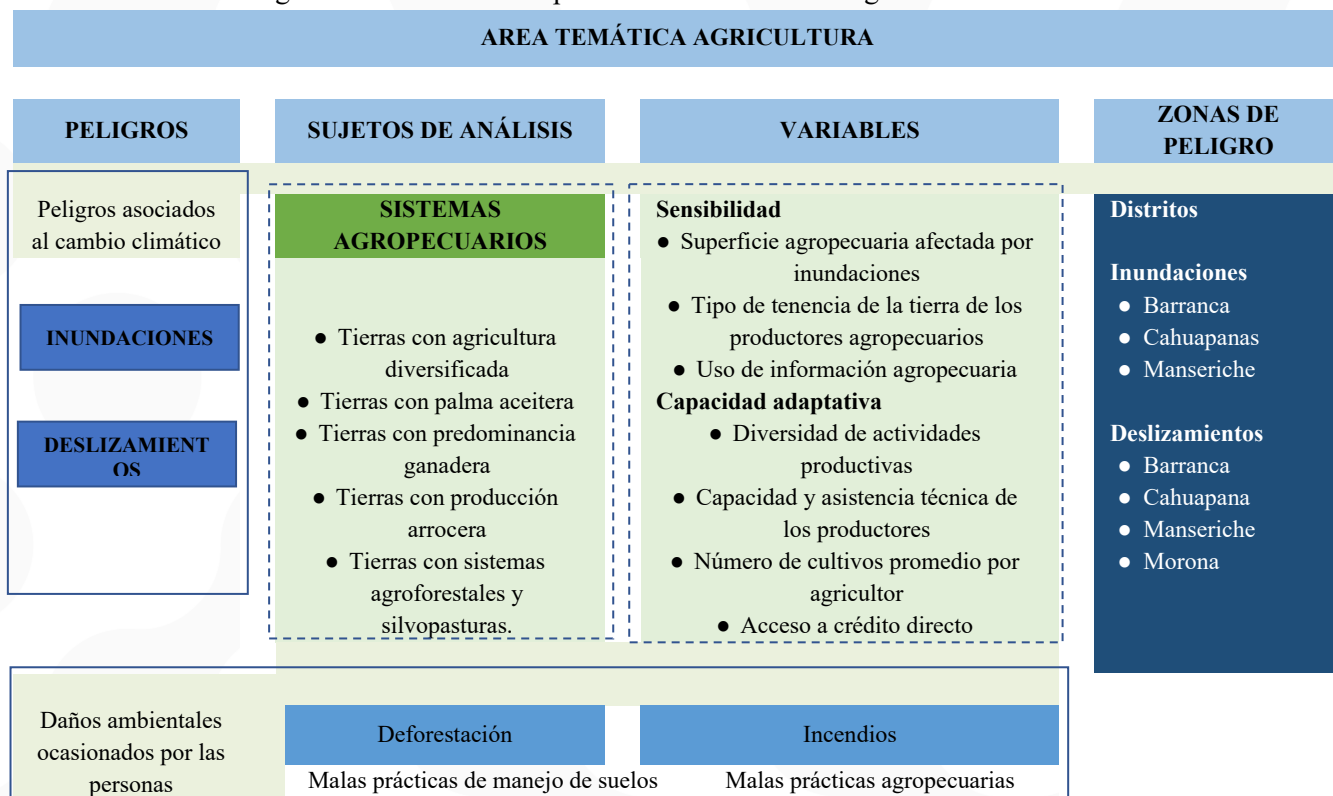 AREA TEMÁTICA AGRICULTURA
PELIGROS
SUJETOS DE ANÁLISIS
VARIABLES
ZONAS DE
PELIGRO
Peligros asociados
al cambio climático
INUNDACIONES
DESLIZAMIENT
OS
SISTEMAS
AGROPECUARIOS
● Tierras con agricultura
diversificada
● Tierras con palma aceitera
● Tierras con predominancia
ganadera
● Tierras con producción
arrocera
● Tierras con sistemas
agroforestales y
silvopasturas.
Sensibilidad
● Superficie agropecuaria afectada por
inundaciones
● Tipo de tenencia de la tierra de los
productores agropecuarios
● Uso de información agropecuaria
Capacidad adaptativa
● Diversidad de actividades
productivas
● Capacidad y asistencia técnica de
los productores
● Número de cultivos promedio por
agricultor
● Acceso a crédito directo
Distritos
Inundaciones
● Barranca
● Cahuapanas
● Manseriche
Deslizamientos
● Barranca
● Cahuapana
● Manseriche
● Morona
Daños ambientales
ocasionados por las
personas
Deforestación
Incendios
Malas prácticas de manejo de suelos
Malas prácticas agropecuarias